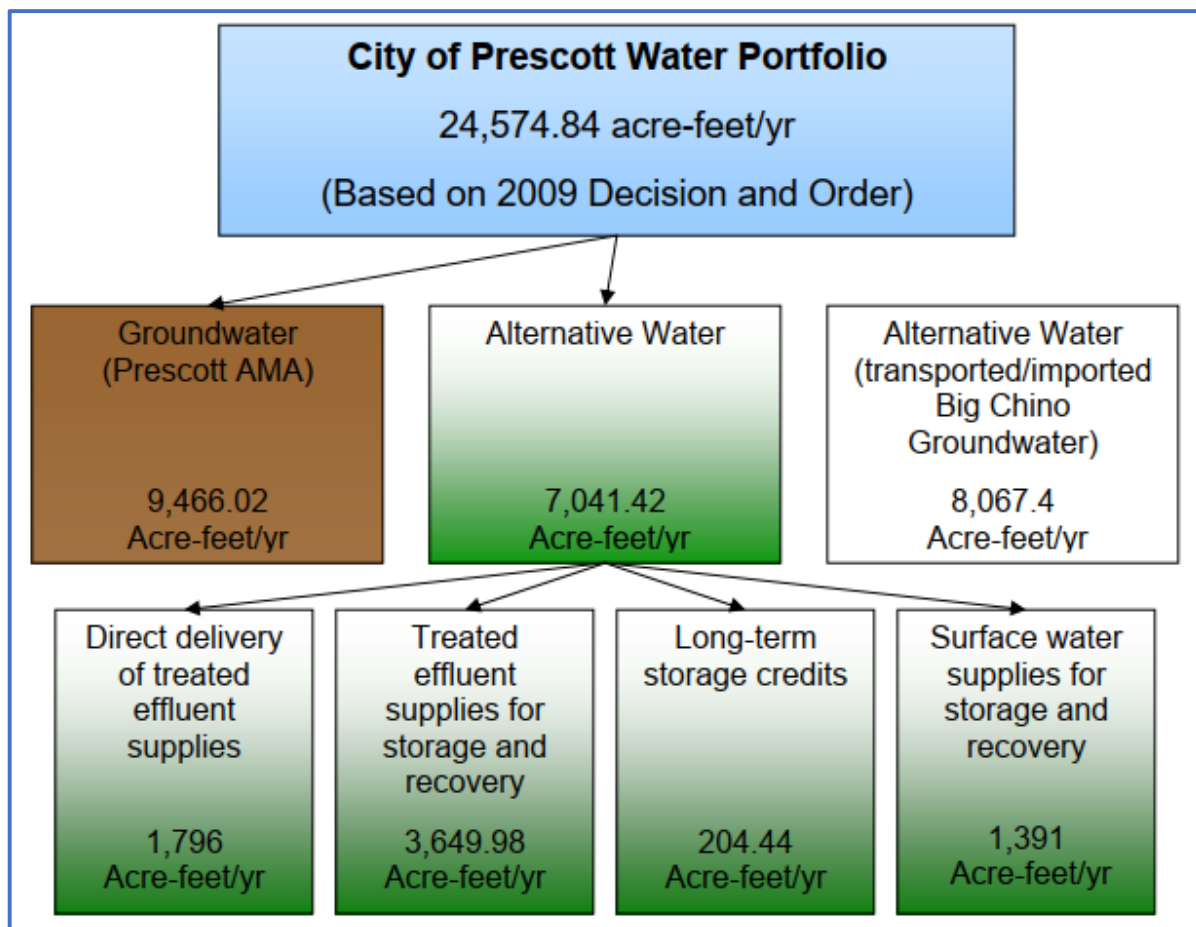 City of Prescott Water Portfolio
24,574.84 acre-feet/yr
(Based on 2009 Decision and Order)
Groundwater
(Prescott AMA)
9,466.02
Acre-feet/yr
Alternative Water
7,041.42
Acre-feet/yr
Alternative Water
(transported/imported
Big Chino
Groundwater)
8,067.4
Acre-feet/yr
Direct delivery
of treated
effluent
supplies
1,796
Acre-feet/yr
Treated
effluent
supplies for
storage and
recovery
3,649.98
Acre-feet/yr
Long-term
storage credits
204.44
Acre-feet/yr
Surface water
supplies for
storage and
recovery
1,391
Acre-feet/yr